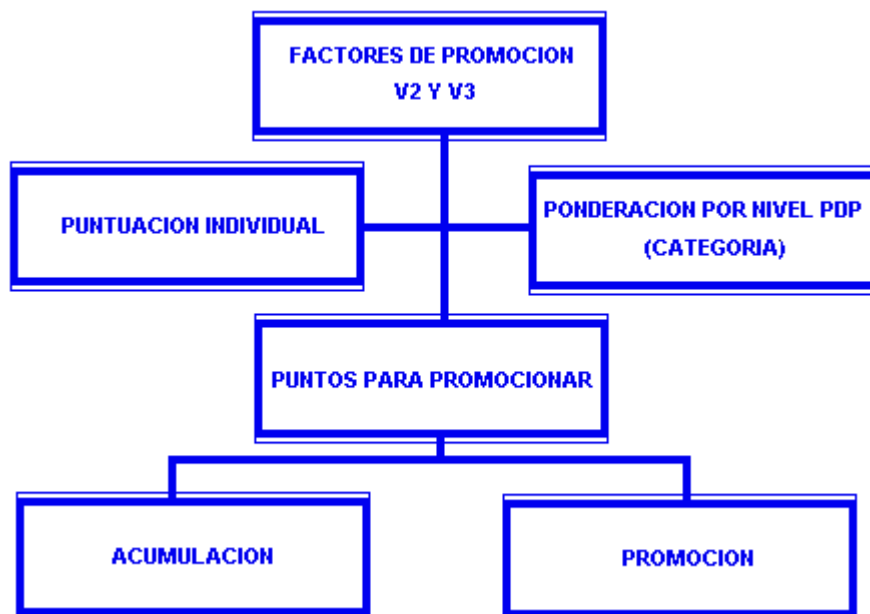 FACTORES DE PROMOCION
V2 Y V3
PUNTUACION INDIVIDUAL
PONDERACION POR NIVEL PDP
(CATEGORIA)
PUNTOS PARA PROMOCIONAR
ACUMULACION
PROMOCION